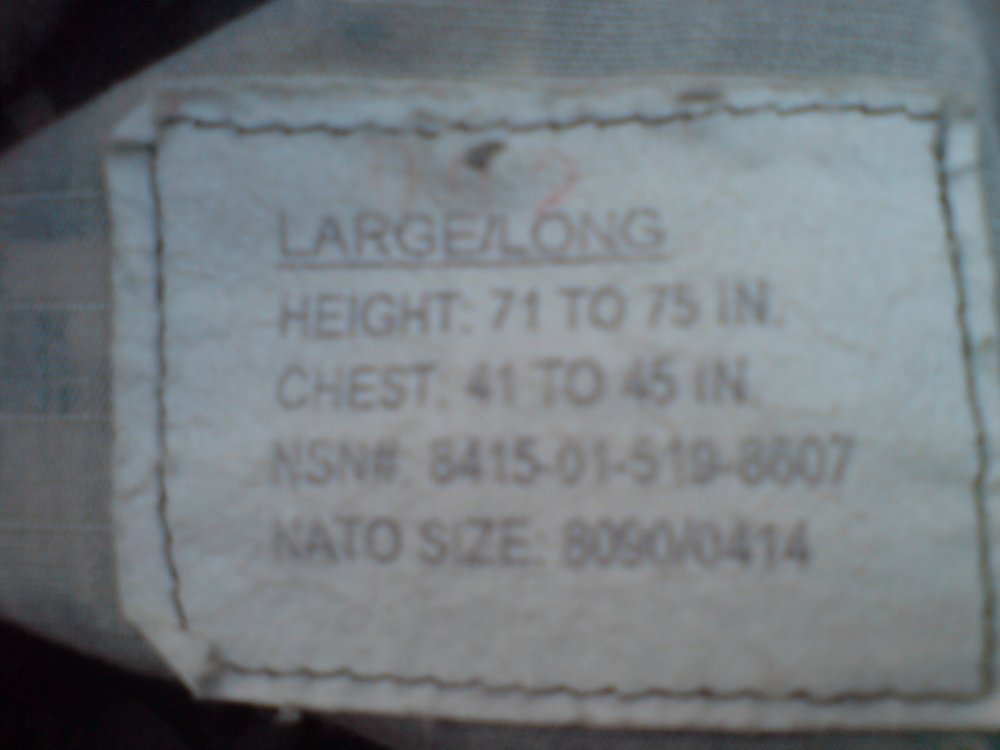 LARGE/LONG
HEIGHT: 71 TO 75 IN.
CHEST: 41 TO 45 IN.
NSN#: 8415-01-519-8607
NATO SIZE: 8090/0414